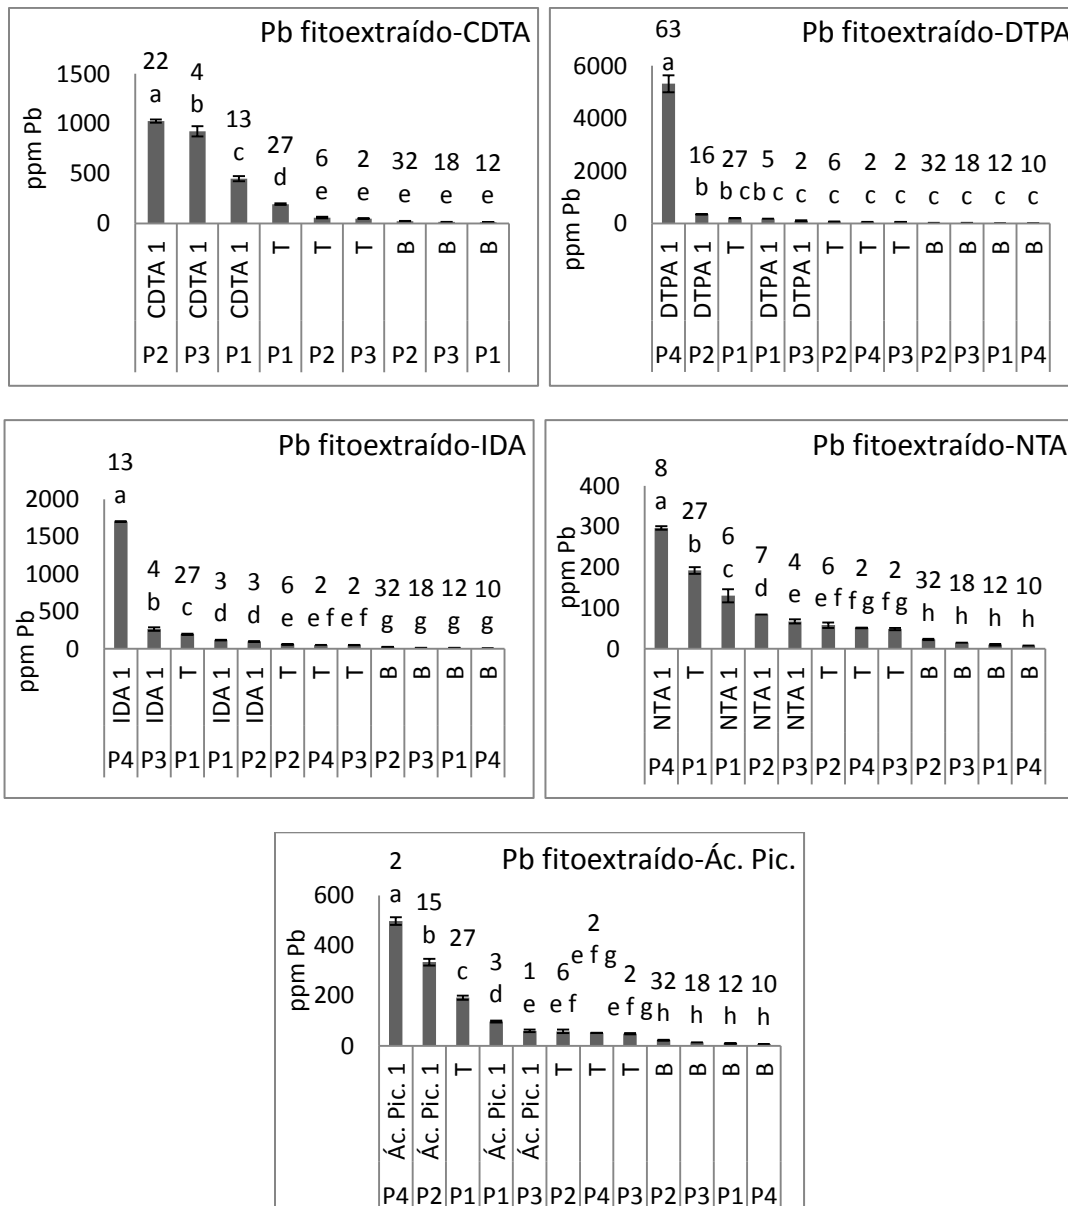 Pb fitoextraído-CDTA
22 4 13 27 6 2 32 18 12
a b c d e e e e e
ppm Pb
1500
1000
500
0
CDTA 1 CDTA 1 CDTA 1 T T T B B B
P2 P3 P1 P1 P2 P3 P2 P3 P1
Pb fitoextraído-DTPA
63 16 27 5 2 6 2 2 32 18 12 10
a b b c b c c c c c c c c c
ppm Pb
6000
4000
2000
0
DTPA 1 DTPA 1 T DTPA 1 DTPA 1 T T T B B B B
P4 P2 P1 P1 P3 P2 P4 P3 P2 P3 P1 P4
Pb fitoextraído-IDA
13 4 27 3 3 6 2 2 32 18 12 10
a b c d d e e f e f g g g g
ppm Pb
2000
1500
1000
500
0
IDA 1 IDA 1 T IDA 1 IDA 1 T T T B B B B
P4 P3 P1 P1 P2 P2 P4 P3 P2 P3 P1 P4
Pb fitoextraído-NTA
8 27 6 7 4 6 2 2 32 18 12 10
a b c d e e f f g f g h h h h
ppm Pb
400
300
200
100
0
NTA 1 T NTA 1 NTA 1 NTA 1 T T T B B B B
P4 P1 P1 P2 P3 P2 P4 P3 P2 P3 P1 P4
Pb fitoextraído-Ác. Pic.
2 15 27 3 1 6 2 2 32 18 12 10
a b c d e e f e f g e f g h h h h
ppm Pb
600
400
200
0
Ác. Pic. 1 Ác. Pic. 1 T Ác. Pic. 1 Ác. Pic. 1 T T T B B B B
P4 P2 P1 P1 P3 P2 P4 P3 P2 P3 P1 P4